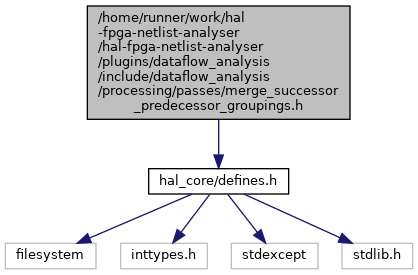 /home/runner/work/hal
-fpga-netlist-analyser
/hal-fpga-netlist-analyser
/plugins/dataflow_analysis
/include/dataflow_analysis
/processing/passes/merge_successor
_predecessor_groupings.h
hal_core/defines.h
filesystem
inttypes.h
stdexcept
stdlib.h